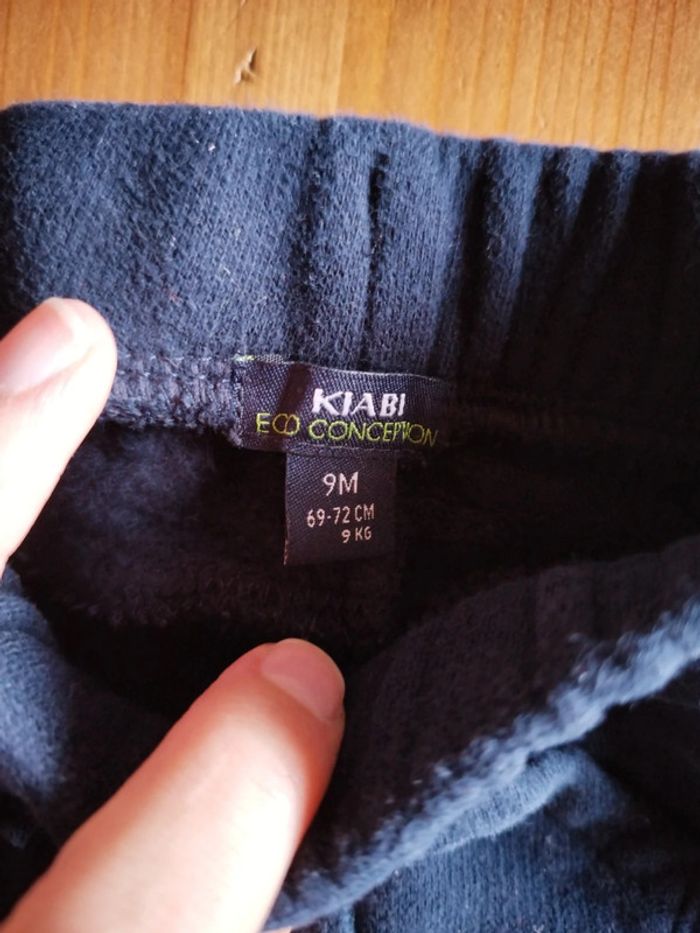 KIABI
ECO CONCEPTION
9M
69-72 CM
9 KG